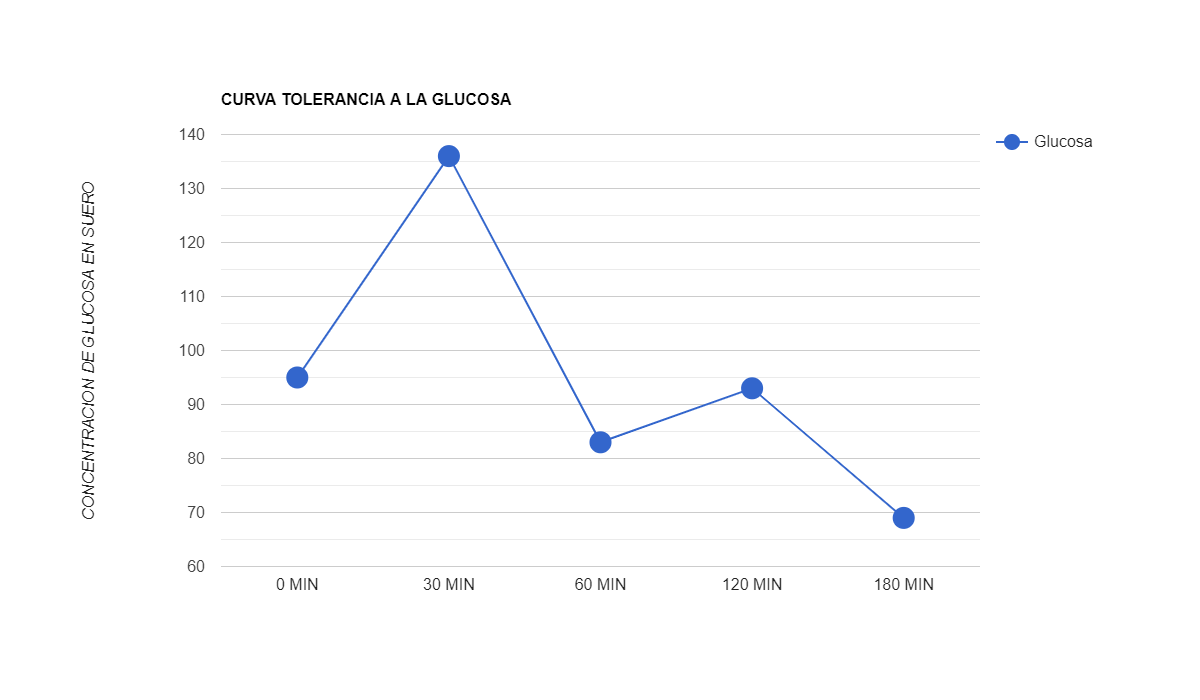 CURVA TOLERANCIA A LA GLUCOSA
Glucosa
CONCENTRACION DE GLUCOSA EN SUERO
140
130
120
110
100
90
80
70
60
0 MIN
30 MIN
60 MIN
120 MIN
180 MIN